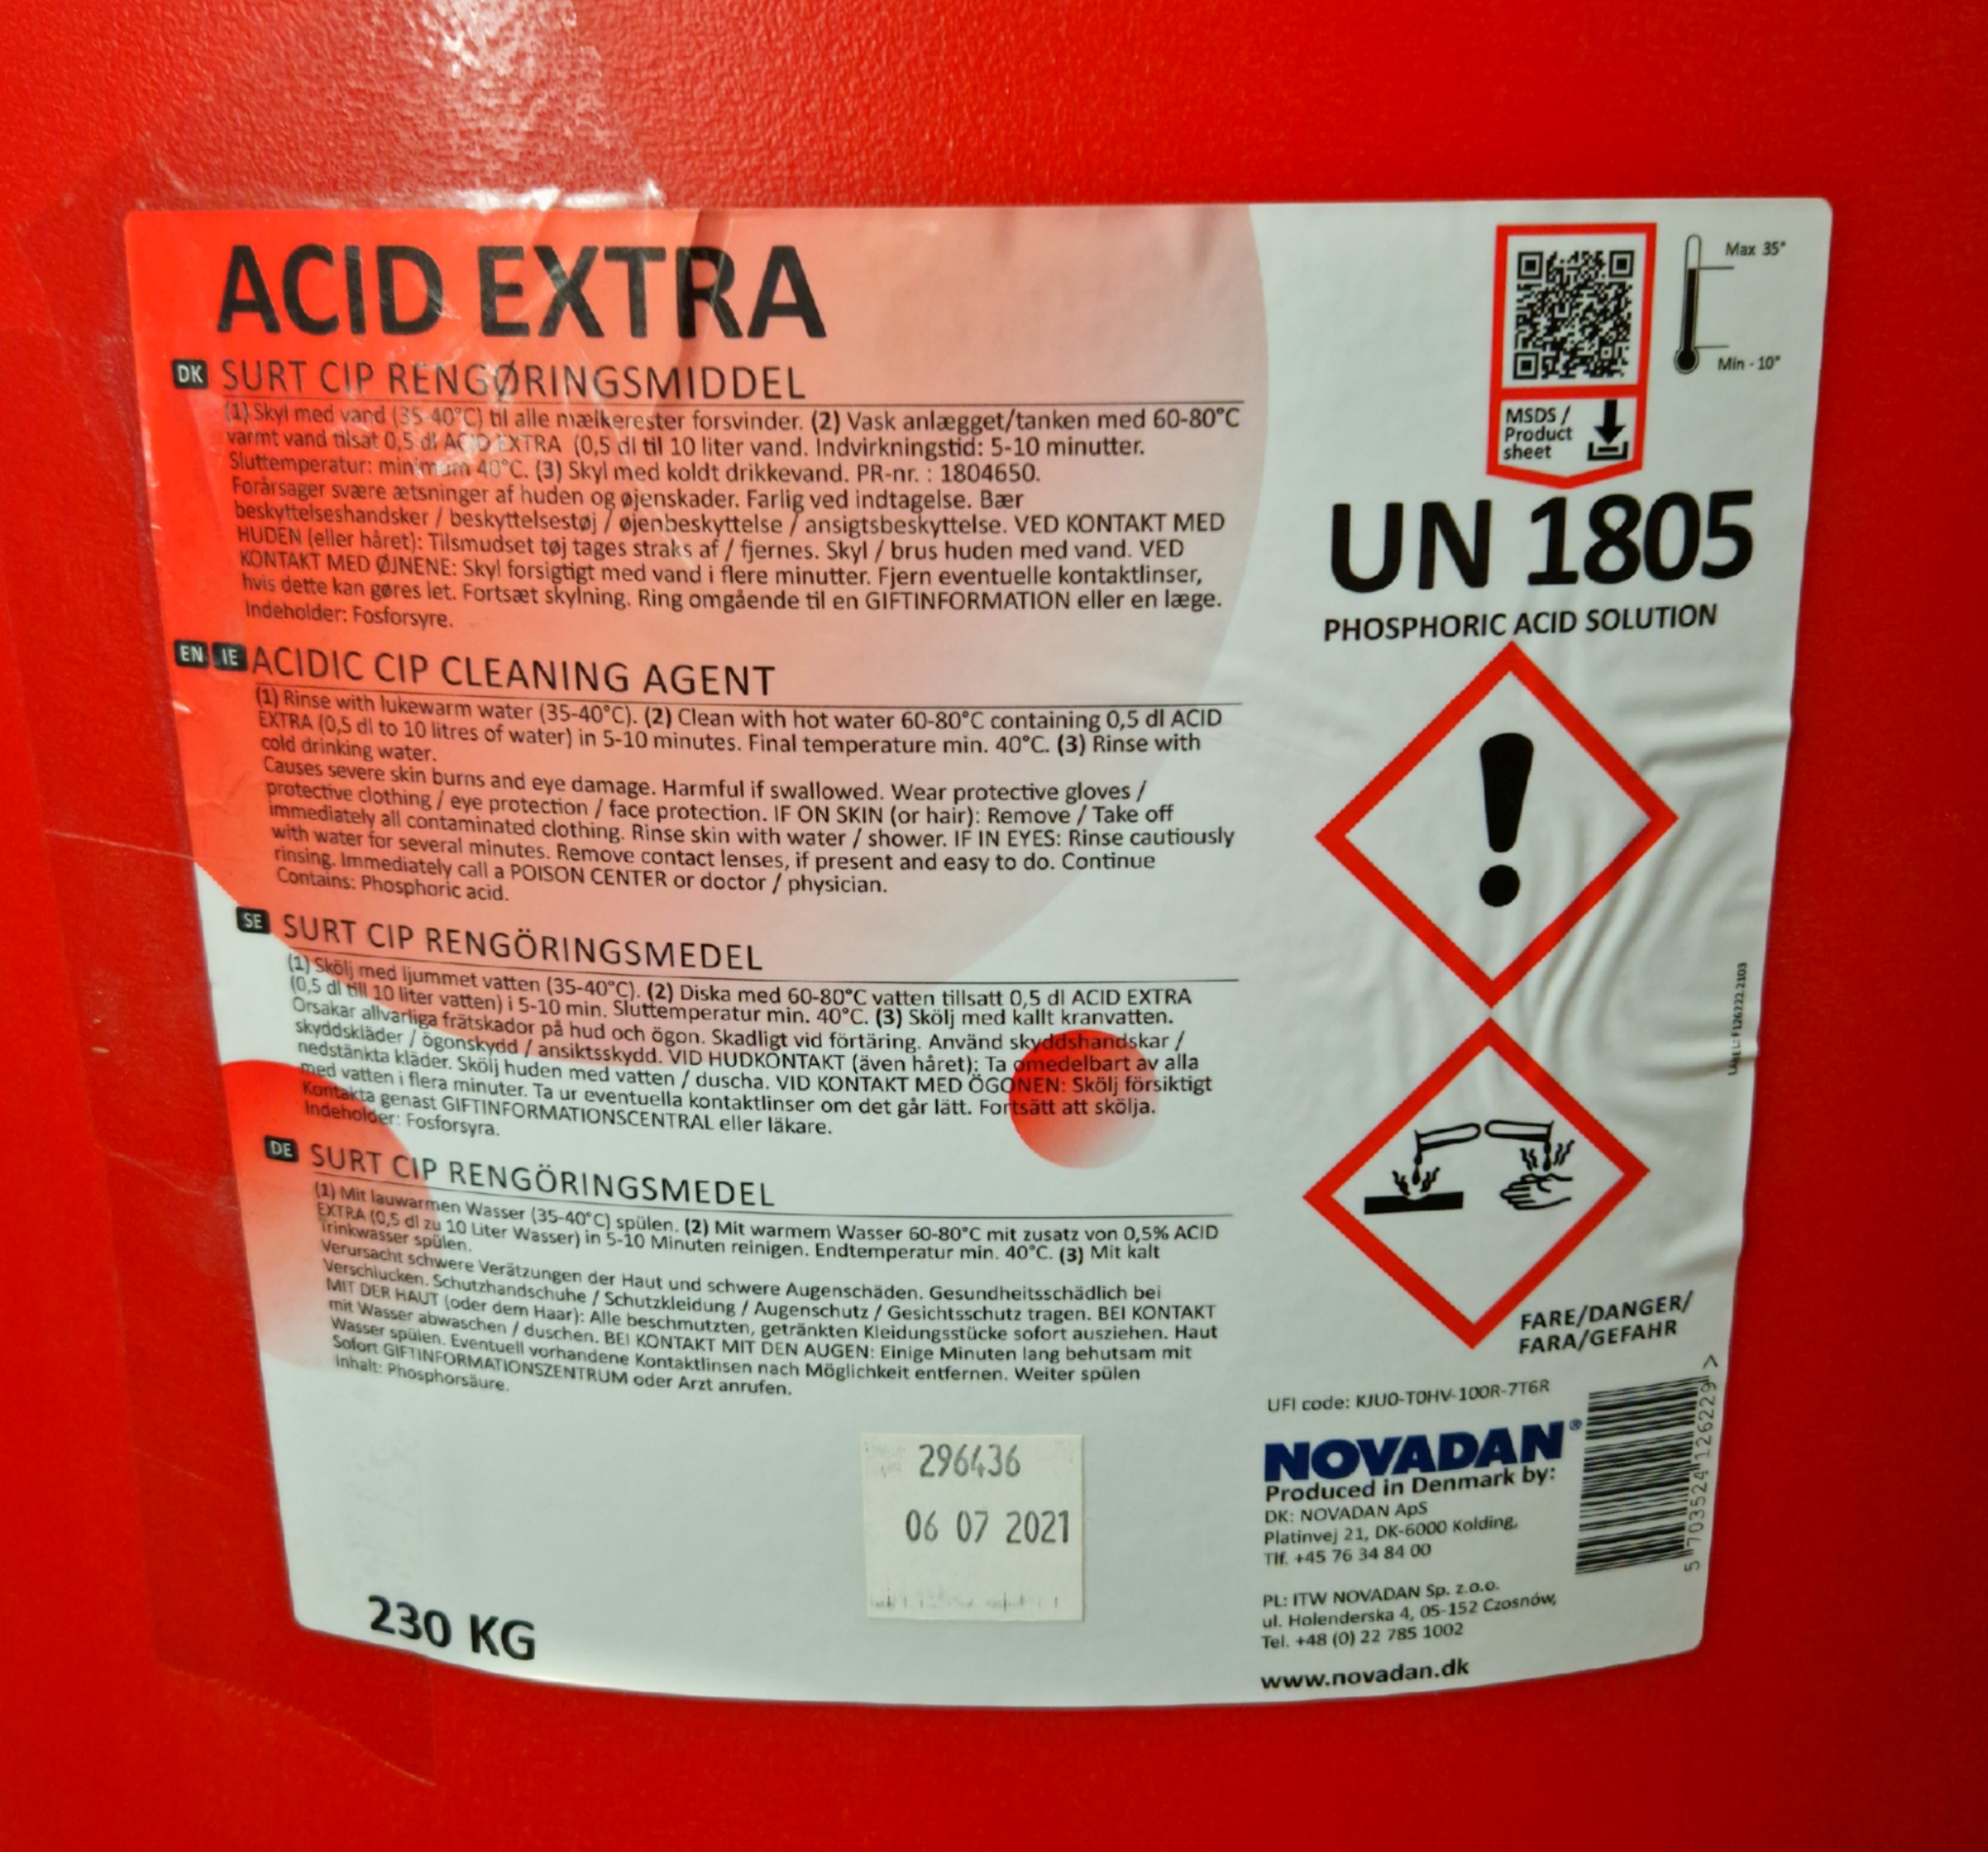 ACID EXTRA
DK SURT CIP RENGØRINGSMIDDEL
(1) Skyl med vand (35-40°C) til alle mælkerester forsvinder. (2) Vask anlægget/tanken med 60-80°C
varmt vand tilsat 0,5 dl ACID EXTRA (0,5 dl til 10 liter vand. Indvirkningstid: 5-10 minutter.
Sluttemperatur: minimum 40°C. (3) Skyl med koldt drikkevand. PR-nr. : 1804650.
Forårsager svære ætsninger af huden og øjenskader. Farlig ved indtagelse. Bær
beskyttelseshandsker / beskyttelsestøj / øjenbeskyttelse / ansigtsbeskyttelse. VED KONTAKT MED
HUDEN (eller håret): Tilsmudset tøj tages straks af / fjernes. Skyl / brus huden med vand. VED
KONTAKT MED ØJNENE: Skyl forsigtigt med vand i flere minutter. Fjern eventuelle kontaktlinser,
hvis dette kan gøres let. Fortsæt skylning. Ring omgående til en GIFTINFORMATION eller en læge.
Indeholder: Fosforsyre.
EN IE ACIDIC CIP CLEANING AGENT
(1) Rinse with lukewarm water (35-40°C). (2) Clean with hot water 60-80°C containing 0,5 dl ACID
EXTRA (0,5 dl to 10 litres of water) in 5-10 minutes. Final temperature min. 40°C. (3) Rinse with
cold drinking water.
Causes severe skin burns and eye damage. Harmful if swallowed. Wear protective gloves /
protective clothing / eye protection / face protection. IF ON SKIN (or hair): Remove / Take off
immediately all contaminated clothing. Rinse skin with water / shower. IF IN EYES: Rinse cautiously
with water for several minutes. Remove contact lenses, if present and easy to do. Continue
rinsing. Immediately call a POISON CENTER or doctor / physician.
Contains: Phosphoric acid.
SE SURT CIP RENGÖRINGSMEDEL
(1) Skölj med ljummet vatten (35-40°C). (2) Diska med 60-80°C vatten tillsatt 0,5 dl ACID EXTRA
(0,5 dl till 10 liter vatten) i 5-10 min. Sluttemperatur min. 40°C. (3) Skölj med kallt kranvatten.
Orsakar allvarliga frätskador på hud och ögon. Skadligt vid förtäring. Använd skyddshandskar /
skyddskläder / ögonskydd / ansiktsskydd. VID HUDKONTAKT (även håret): Ta omedelbart av alla
nedstänkta kläder. Skölj huden med vatten / duscha. VID KONTAKT MED ÖGONEN: Skölj försiktigt
med vatten i flera minuter. Ta ur eventuella kontaktlinser om det går lätt. Fortsätt att skölja.
Kontakta genast GIFTINFORMATIONSCENTRAL eller läkare.
Indeholder: Fosforsyra.
DE SURT CIP RENGÖRINGSMEDEL
(1) Mit lauwarmen Wasser (35-40°C) spülen. (2) Mit warmem Wasser 60-80°C mit zusatz von 0,5% ACID
EXTRA (0,5 dl zu 10 Liter Wasser) in 5-10 Minuten reinigen. Endtemperatur min. 40°C. (3) Mit kalt
Trinkwasser spülen.
Verursacht schwere Verätzungen der Haut und schwere Augenschäden. Gesundheitsschädlich bei
Verschlucken. Schutzhandschuhe / Schutzkleidung / Augenschutz / Gesichtsschutz tragen. BEI KONTAKT
MIT DER HAUT (oder dem Haar): Alle beschmutzten, getränkten Kleidungsstücke sofort ausziehen. Haut
mit Wasser abwaschen / duschen. BEI KONTAKT MIT DEN AUGEN: Einige Minuten lang behutsam mit
Wasser spülen. Eventuell vorhandene Kontaktlinsen nach Möglichkeit entfernen. Weiter spülen
Sofort GIFTINFORMATIONSZENTRUM oder Arzt anrufen.
Inhalt: Phosphorsäure.
296436
06 07 2021
230 KG
Max 35°
Min - 10°
MSDS /
Product
sheet
UN 1805
PHOSPHORIC ACID SOLUTION
LABEL: F126222.2103
FARE/DANGER/
FARA/GEFAHR
UFI code: KJU0-T0HV-100R-7T6R
NOVADAN®
Produced in Denmark by:
DK: NOVADAN ApS
Platinvej 21, DK-6000 Kolding,
Tlf. +45 76 34 84 00
PL: ITW NOVADAN Sp. z.o.o.
ul. Holenderska 4, 05-152 Czosnów,
Tel. +48 (0) 22 785 1002
www.novadan.dk
5 703524 126229 >